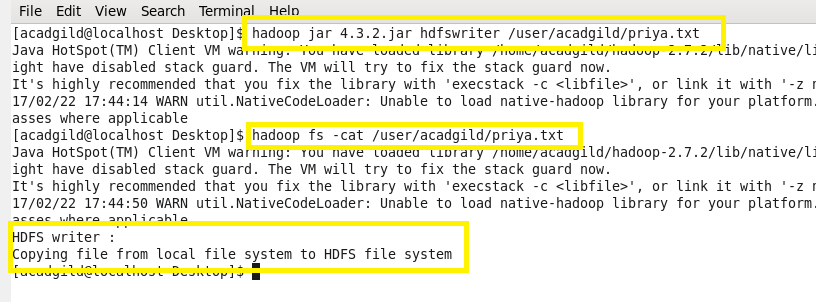 File Edit View Search Terminal Help
[acadgild@localhost Desktop]$ hadoop jar 4.3.2.jar hdfswriter /user/acadgild/priya.txt
Java HotSpot(TM) Client VM warning: You have loaded library /home/acadgild/hadoop-2.7.2/lib/native/li
ight have disabled stack guard. The VM will try to fix the stack guard now.
It's highly recommended that you fix the library with 'execstack -c <libfile>', or link it with '-z n
17/02/22 17:44:14 WARN util.NativeCodeLoader: Unable to load native-hadoop library for your platform.
asses where applicable
[acadgild@localhost Desktop]$ hadoop fs -cat /user/acadgild/priya.txt
Java HotSpot(TM) Client VM warning: You have loaded library /home/acadgild/hadoop-2.7.2/lib/native/li
ight have disabled stack guard. The VM will try to fix the stack guard now.
It's highly recommended that you fix the library with 'execstack -c <libfile>', or link it with '-z n
17/02/22 17:44:50 WARN util.NativeCodeLoader: Unable to load native-hadoop library for your platform.
asses where applicable
HDFS writer :
Copying file from local file system to HDFS file system
[acadgild@localhost Desktop]$